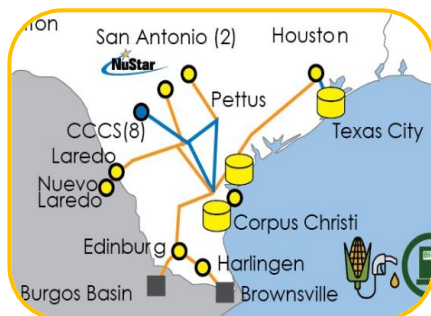 San Antonio (2)
Houston
NuStar
Pettus
CCCS(8)
Texas City
Laredo
Nuevo
Laredo
Corpus Christi
Edinburg
Harlingen
Burgos Basin
Brownsville